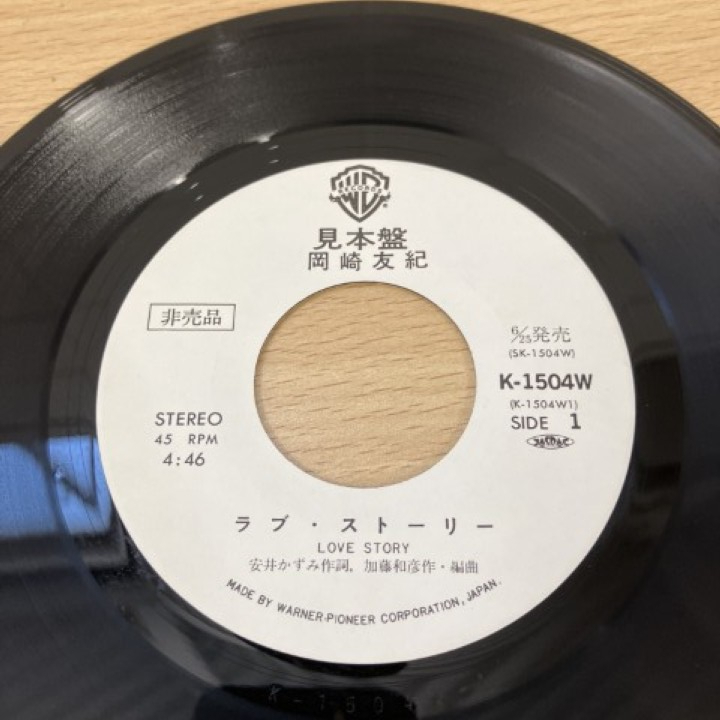 RECORDS
見本盤
岡崎友紀
非売品
6/25発売
(SK-1504W)
K-1504W
(K-1504W1)
SIDE 1
JASRAC
STEREO
45 RPM
4:46
ラブ・ストーリー
LOVE STORY
安井かずみ作詞, 加藤和彦作・編曲
MADE BY WARNER-PIONEER CORPORATION, JAPAN.
K-1504